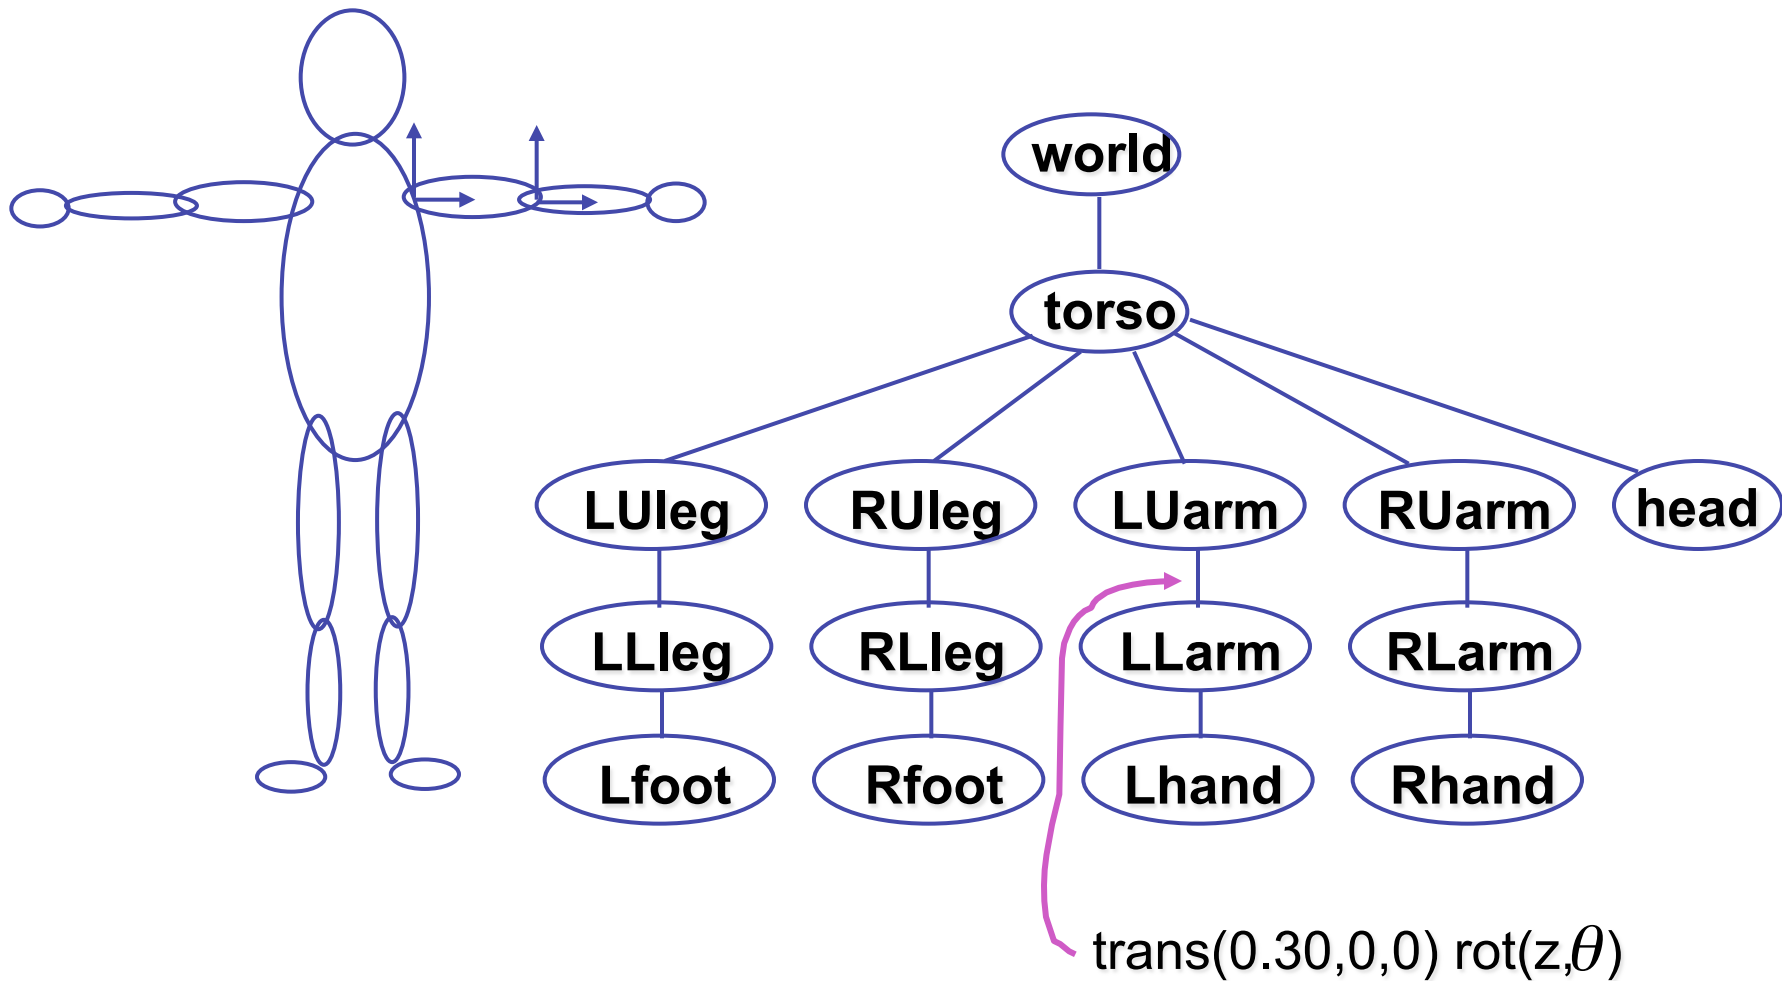 world
torso
LUleg RUleg LUarm RUarm head
LLleg RLleg LLarm RLarm
Lfoot Rfoot Lhand Rhand
trans(0.30,0,0) rot(z,θ)